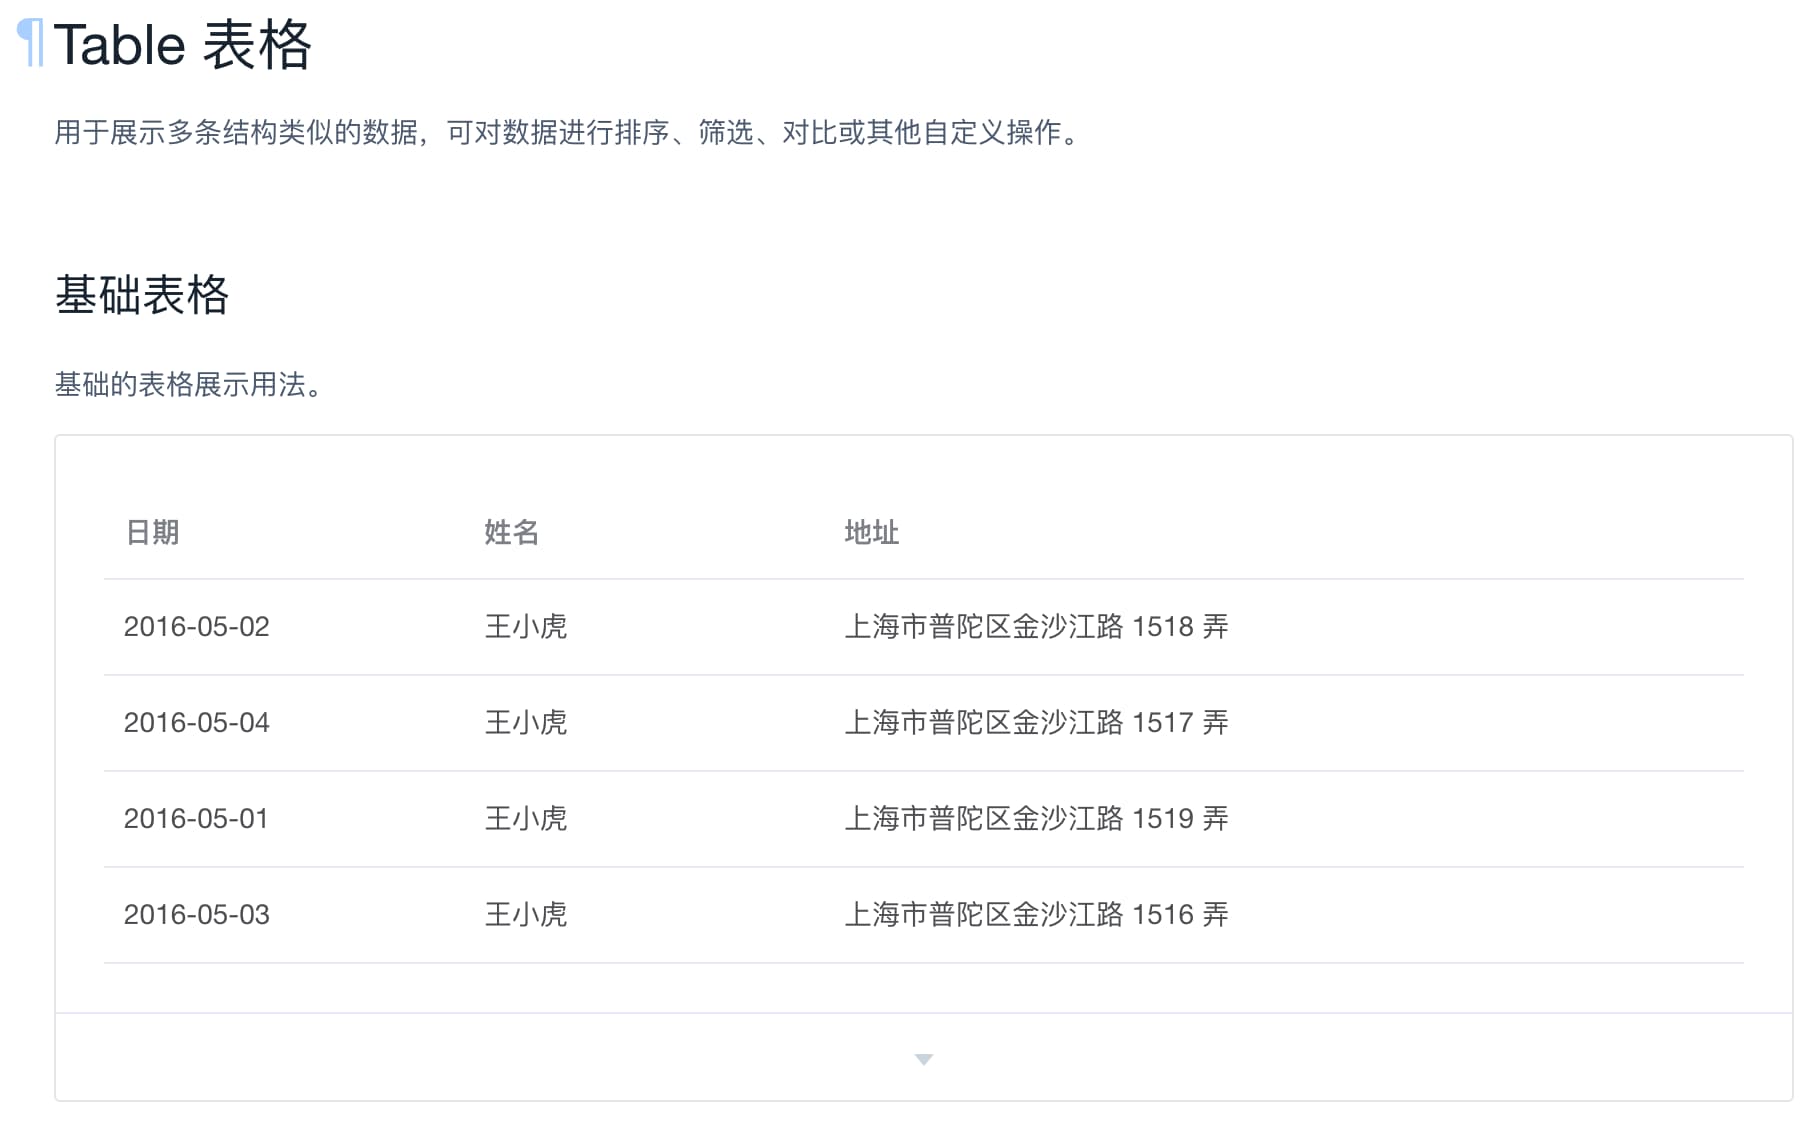 ¶Table 表格
用于展示多条结构类似的数据，可对数据进行排序、筛选、对比或其他自定义操作。
基础表格
基础的表格展示用法。
日期 姓名 地址
2016-05-02 王小虎 上海市普陀区金沙江路 1518 弄
2016-05-04 王小虎 上海市普陀区金沙江路 1517 弄
2016-05-01 王小虎 上海市普陀区金沙江路 1519 弄
2016-05-03 王小虎 上海市普陀区金沙江路 1516 弄